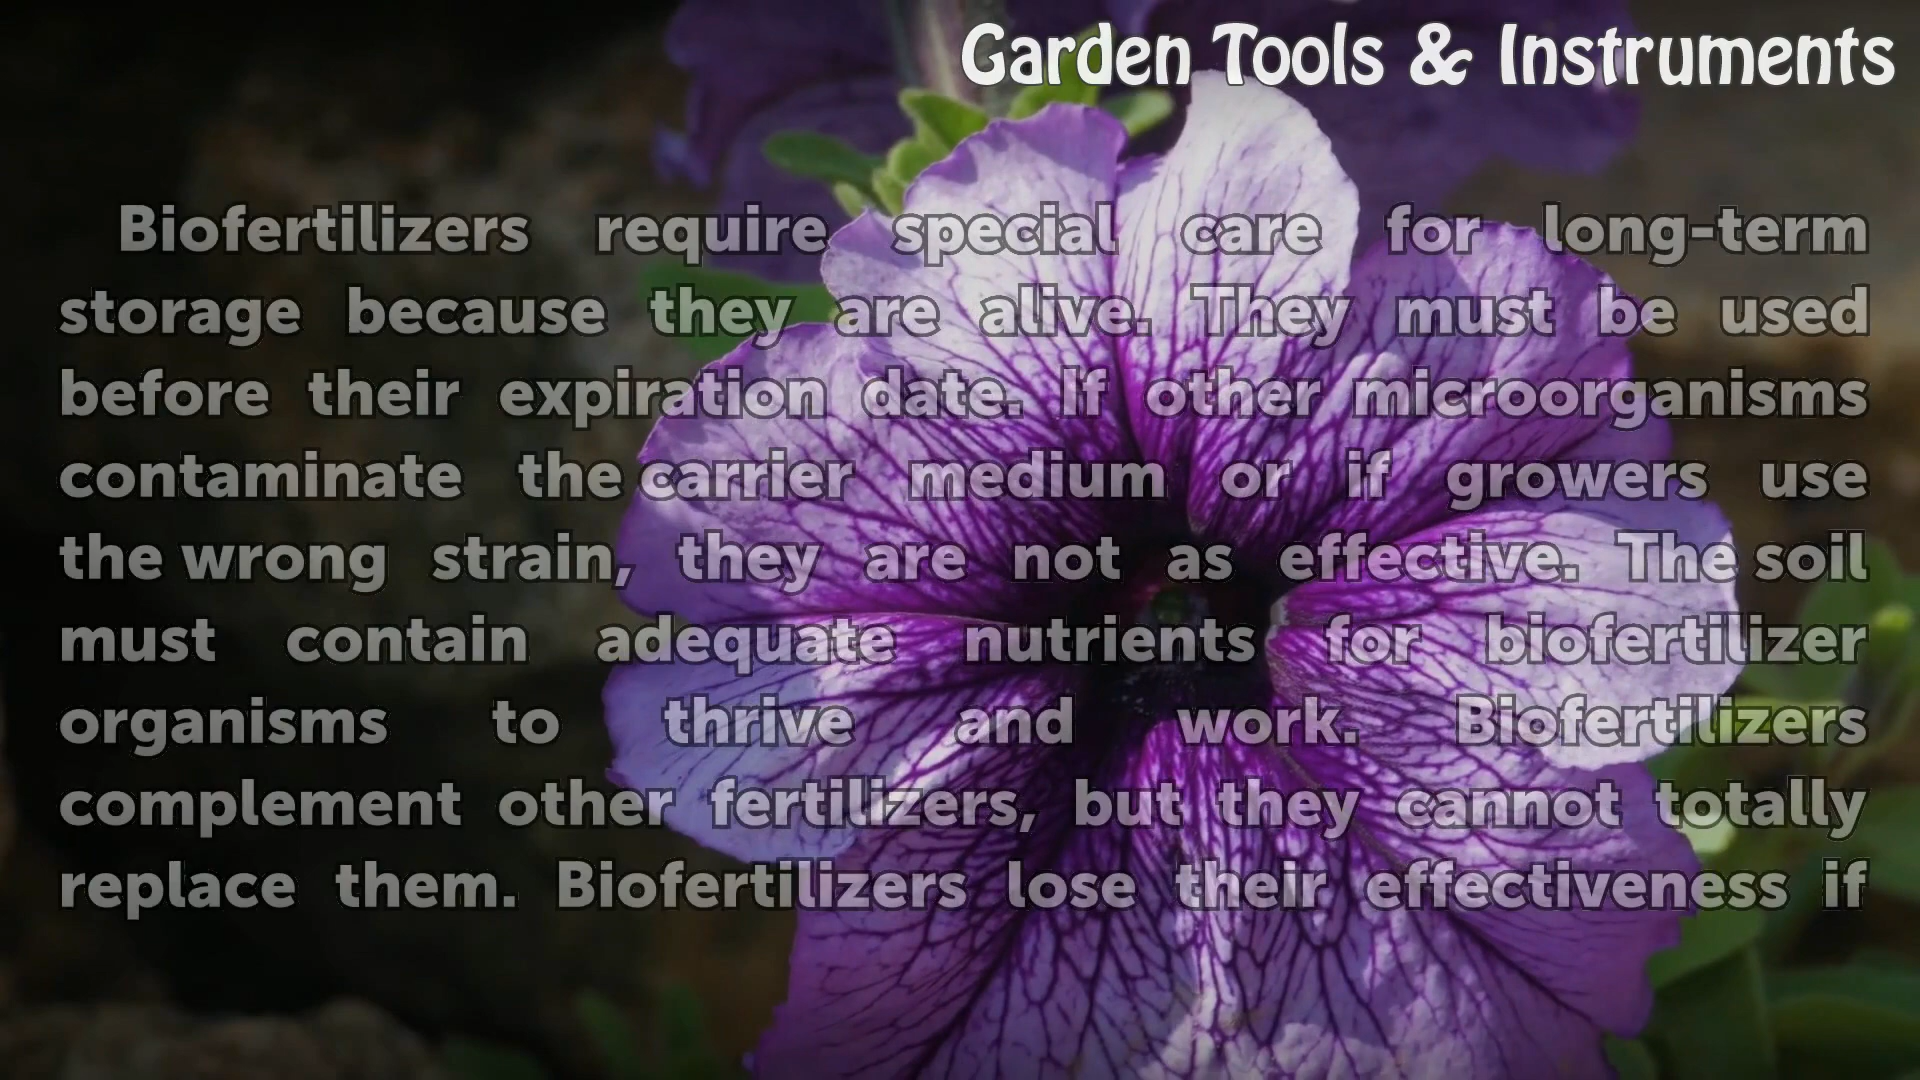 Garden Tools & Instruments
Biofertilizers require special care for long-term
storage because they are alive. They must be used
before their expiration date. If other microorganisms
contaminate the carrier medium or if growers use
the wrong strain, they are not as effective. The soil
must contain adequate nutrients for biofertilizer
organisms to thrive and work. Biofertilizers
complement other fertilizers, but they cannot totally
replace them. Biofertilizers lose their effectiveness if